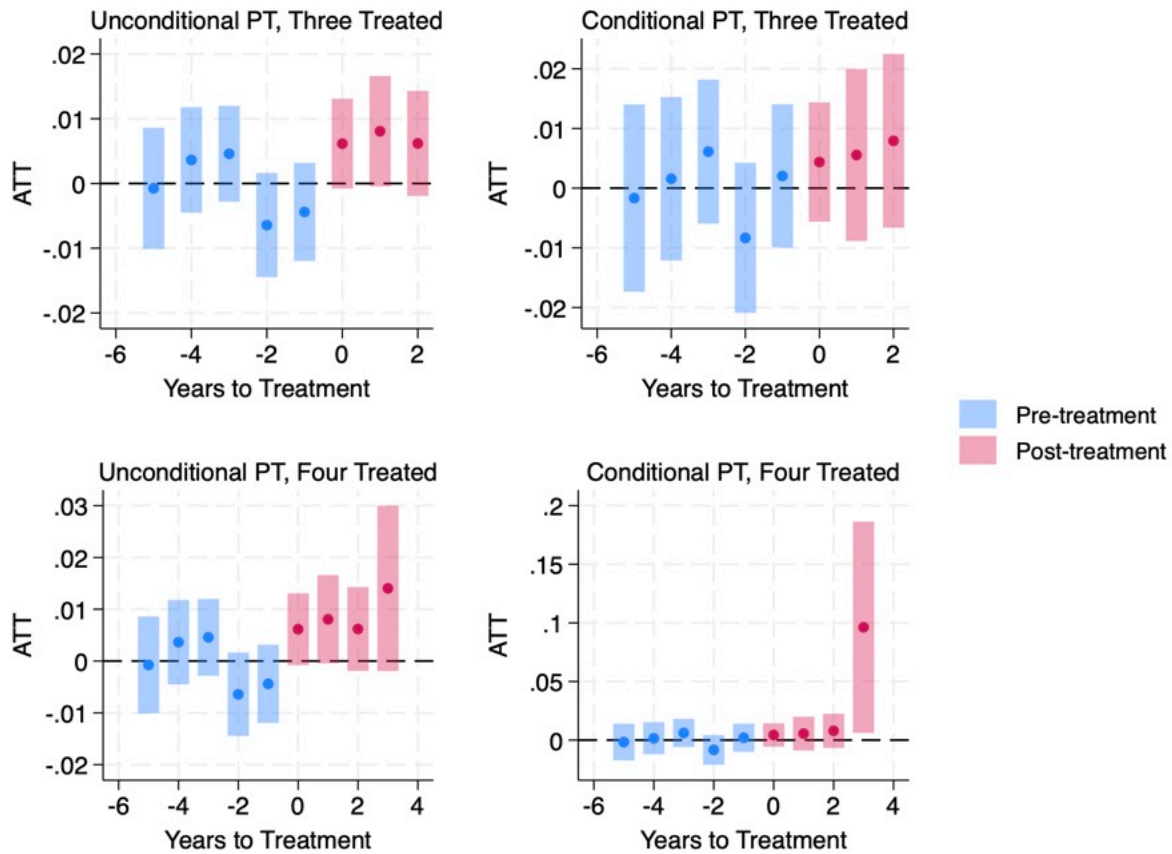 Unconditional PT, Three Treated
.02
.01
0
-.01
-.02
ATT
-6 -4 -2 0 2
Years to Treatment
Conditional PT, Three Treated
.02
.01
0
-.01
-.02
ATT
-6 -4 -2 0 2
Years to Treatment
Pre-treatment
Post-treatment
Unconditional PT, Four Treated
.03
.02
.01
0
-.01
-.02
ATT
-6 -4 -2 0 2 4
Years to Treatment
Conditional PT, Four Treated
.2
.15
.1
.05
0
ATT
-6 -4 -2 0 2 4
Years to Treatment